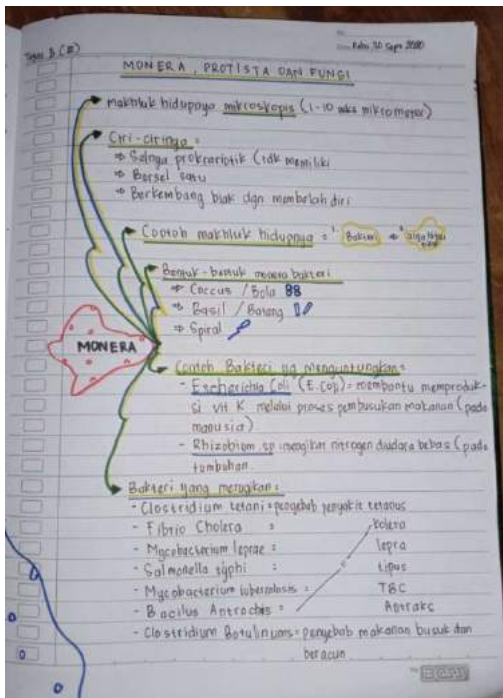 Rabu, 30 Sept 2020
Tugas B (III)
MONERA, PROTISTA DAN FUNGI
Makhluk hidupnya mikroskopis (1-10 mikrometer)
Ciri-cirinya =
⇒ Selnya prokariotik (tdk memiliki
⇒ Bersel satu
⇒ Berkembang biak dgn membelah diri
Contoh makhluk hidupnya = Bakteri
Bentuk-bentuk monera bakteri
⇒ Coccus / Bola
⇒ Basil / Batang
⇒ Spiral
MONERA
Contoh Bakteri yg menguntungkan =
- Escherichia Coli (E.Coli) = membantu memproduk-
si vit K melalui proses pembusukan makanan (pada
manusia)
- Rhizobium sp mengikat nitrogen diudara bebas (pada
tumbuhan.
Bakteri yang merugikan =
- Clostridium tetani = penyebab penyakit tetanus
- Fibrio Cholera = kolera
- Mycobacterium leprae = lepra
- Salmonella typhi = tipus
- Mycobacterium tuberculosis = TBC
- Bacilus Antrachis = Antraks
- Clostridium Botulinums = penyebab makanan busuk dan
beracun